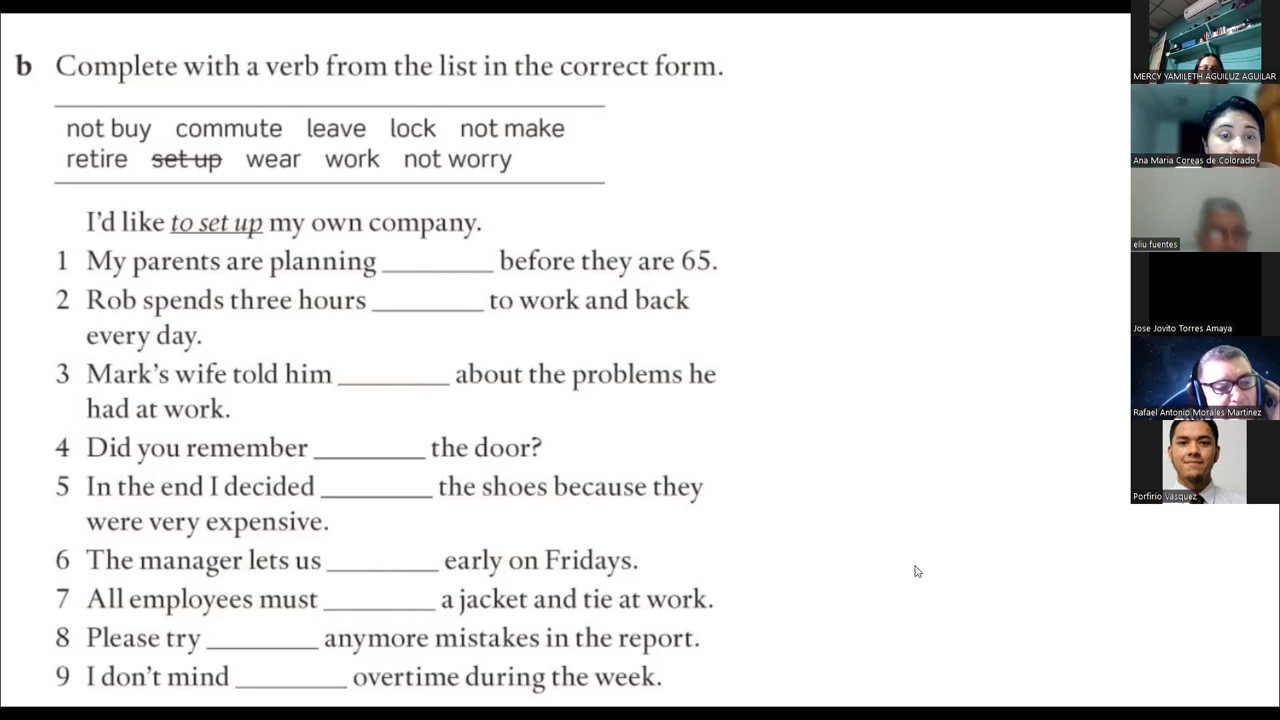 b Complete with a verb from the list in the correct form.
not buy commute leave lock not make
retire set up wear work not worry
I'd like to set up my own company.
1 My parents are planning ________ before they are 65.
2 Rob spends three hours ________ to work and back
every day.
3 Mark's wife told him ________ about the problems he
had at work.
4 Did you remember ________ the door?
5 In the end I decided ________ the shoes because they
were very expensive.
6 The manager lets us ________ early on Fridays.
7 All employees must ________ a jacket and tie at work.
8 Please try ________ anymore mistakes in the report.
9 I don't mind ________ overtime during the week.
MERCY YAMILETH AGUILUZ AGUILAR
Ana Maria Coreas de Colorado
eliu fuentes
Jose Jovito Torres Amaya
Rafael Antonio Morales Martinez
Porfirio Vásquez